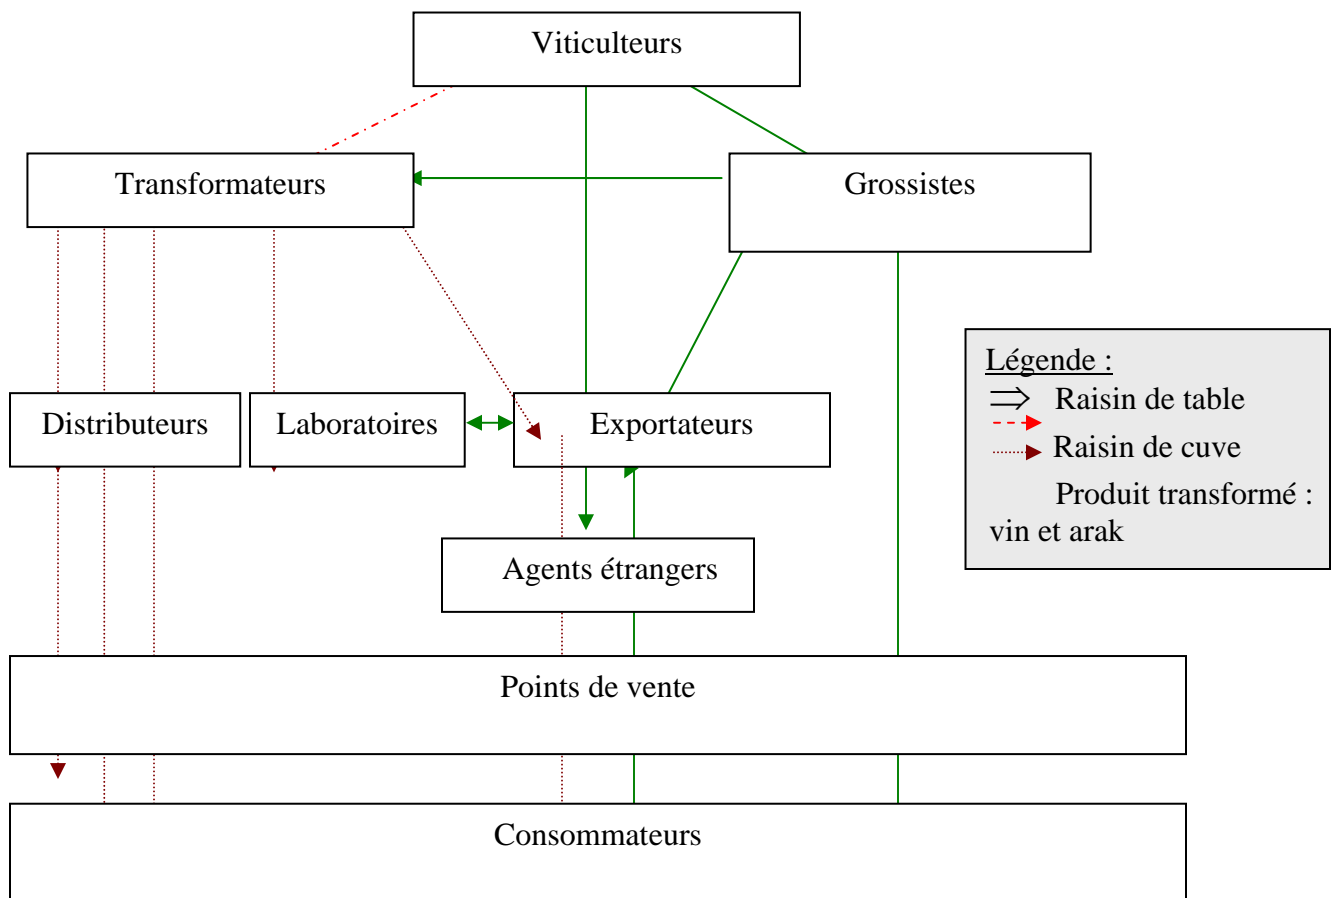 Viticulteurs
Transformateurs
Grossistes
Légende :
Raisin de table
Distributeurs
Laboratoires
Exportateurs
Raisin de cuve
Produit transformé :
vin et arak
Agents étrangers
Points de vente
Consommateurs